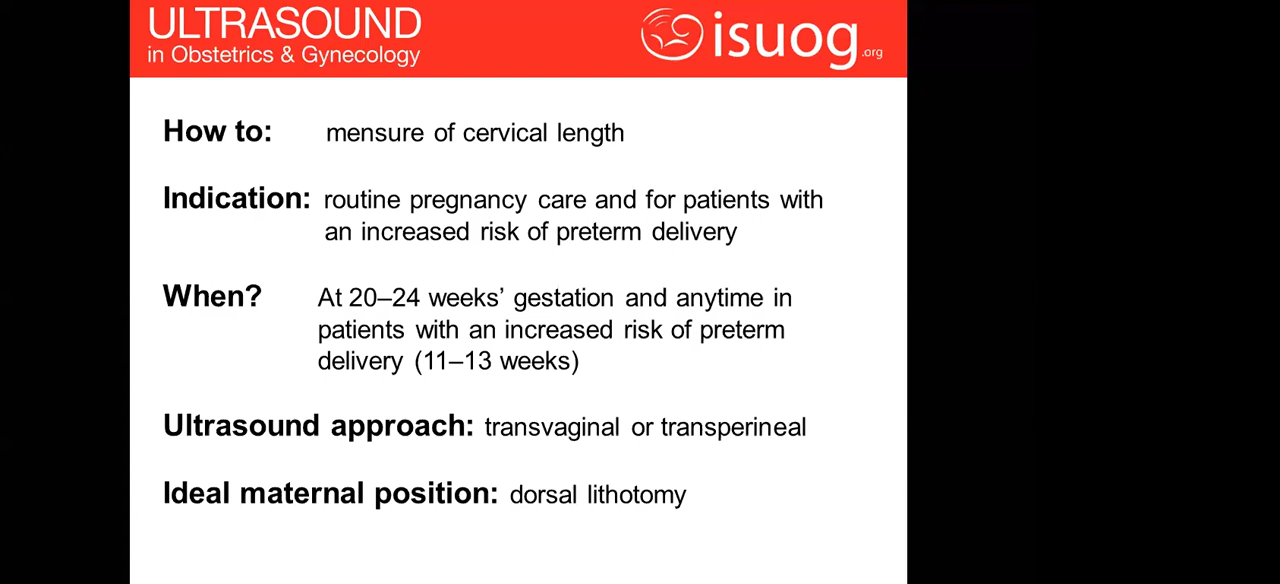 ULTRASOUND
in Obstetrics & Gynecology
isuog.org
How to: mensure of cervical length
Indication: routine pregnancy care and for patients with
an increased risk of preterm delivery
When? At 20–24 weeks’ gestation and anytime in
patients with an increased risk of preterm
delivery (11–13 weeks)
Ultrasound approach: transvaginal or transperineal
Ideal maternal position: dorsal lithotomy